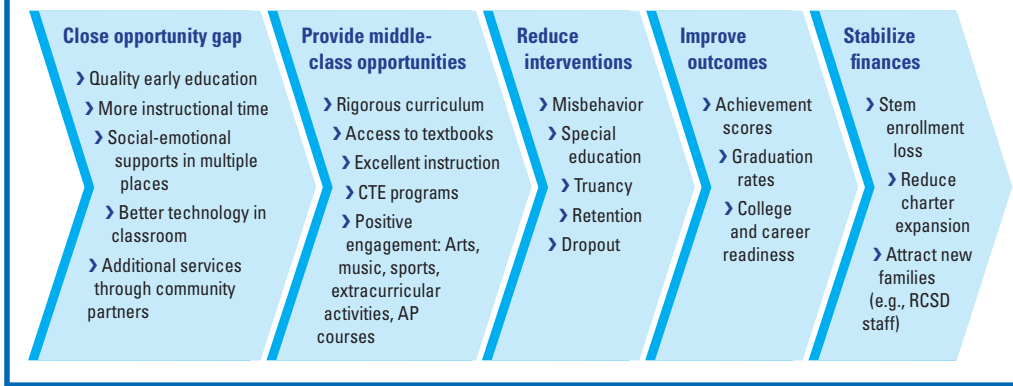 Close opportunity gap
❯ Quality early education
❯ More instructional time
❯ Social-emotional
supports in multiple
places
❯ Better technology in
classroom
❯ Additional services
through community
partners
Provide middle-
class opportunities
❯ Rigorous curriculum
❯ Access to textbooks
❯ Excellent instruction
❯ CTE programs
❯ Positive
engagement: Arts,
music, sports,
extracurricular
activities, AP
courses
Reduce
interventions
❯ Misbehavior
❯ Special
education
❯ Truancy
❯ Retention
❯ Dropout
Improve
outcomes
❯ Achievement
scores
❯ Graduation
rates
❯ College
and career
readiness
Stabilize
finances
❯ Stem
enrollment
loss
❯ Reduce
charter
expansion
❯ Attract new
families
(e.g., RCSD
staff)